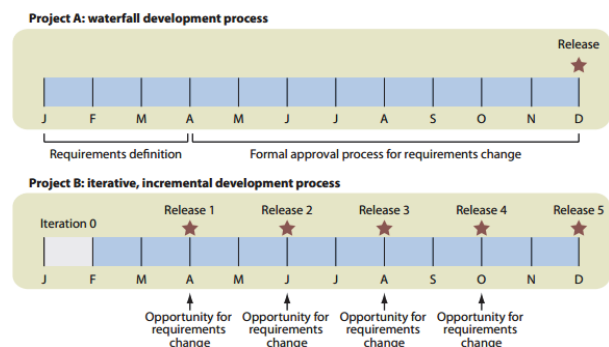 Project A: waterfall development process
Release
J F M A M J J A S O N D
Requirements definition Formal approval process for requirements change
Project B: iterative, incremental development process
Iteration 0 Release 1 Release 2 Release 3 Release 4 Release 5
J F M A M J J A S O N D
Opportunity for Opportunity for Opportunity for Opportunity for
requirements requirements requirements requirements
change change change change